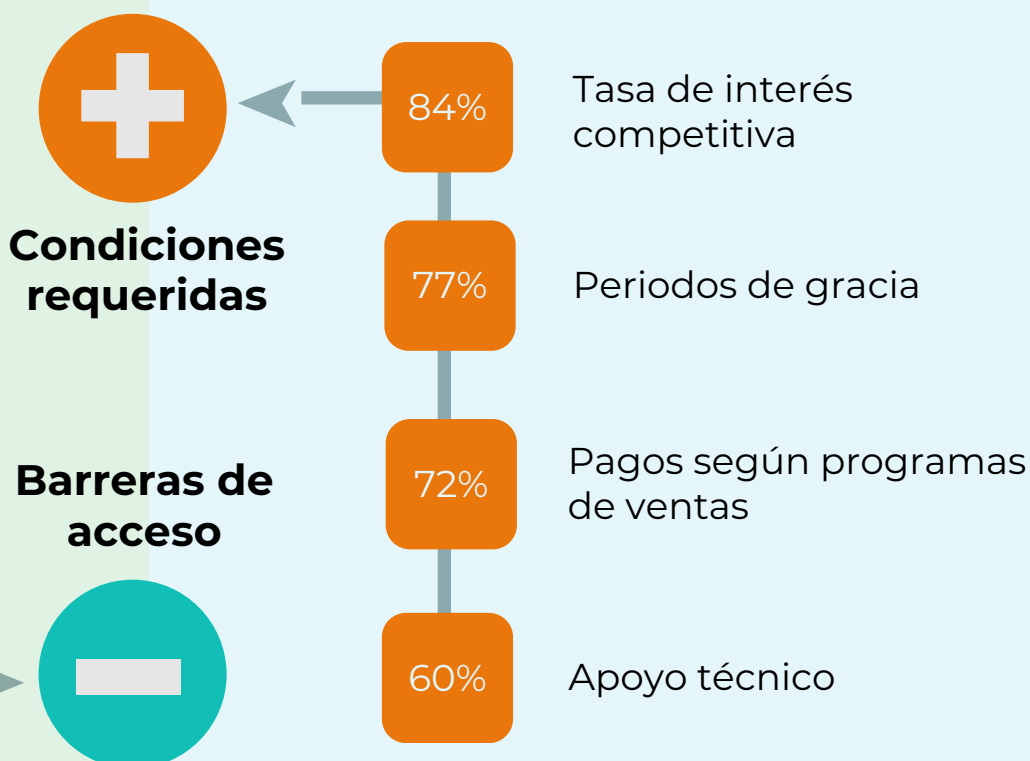 Condiciones
requeridas
84%
Tasa de interés
competitiva
77%
Periodos de gracia
72%
Pagos según programas
de ventas
60%
Apoyo técnico
Barreras de
acceso